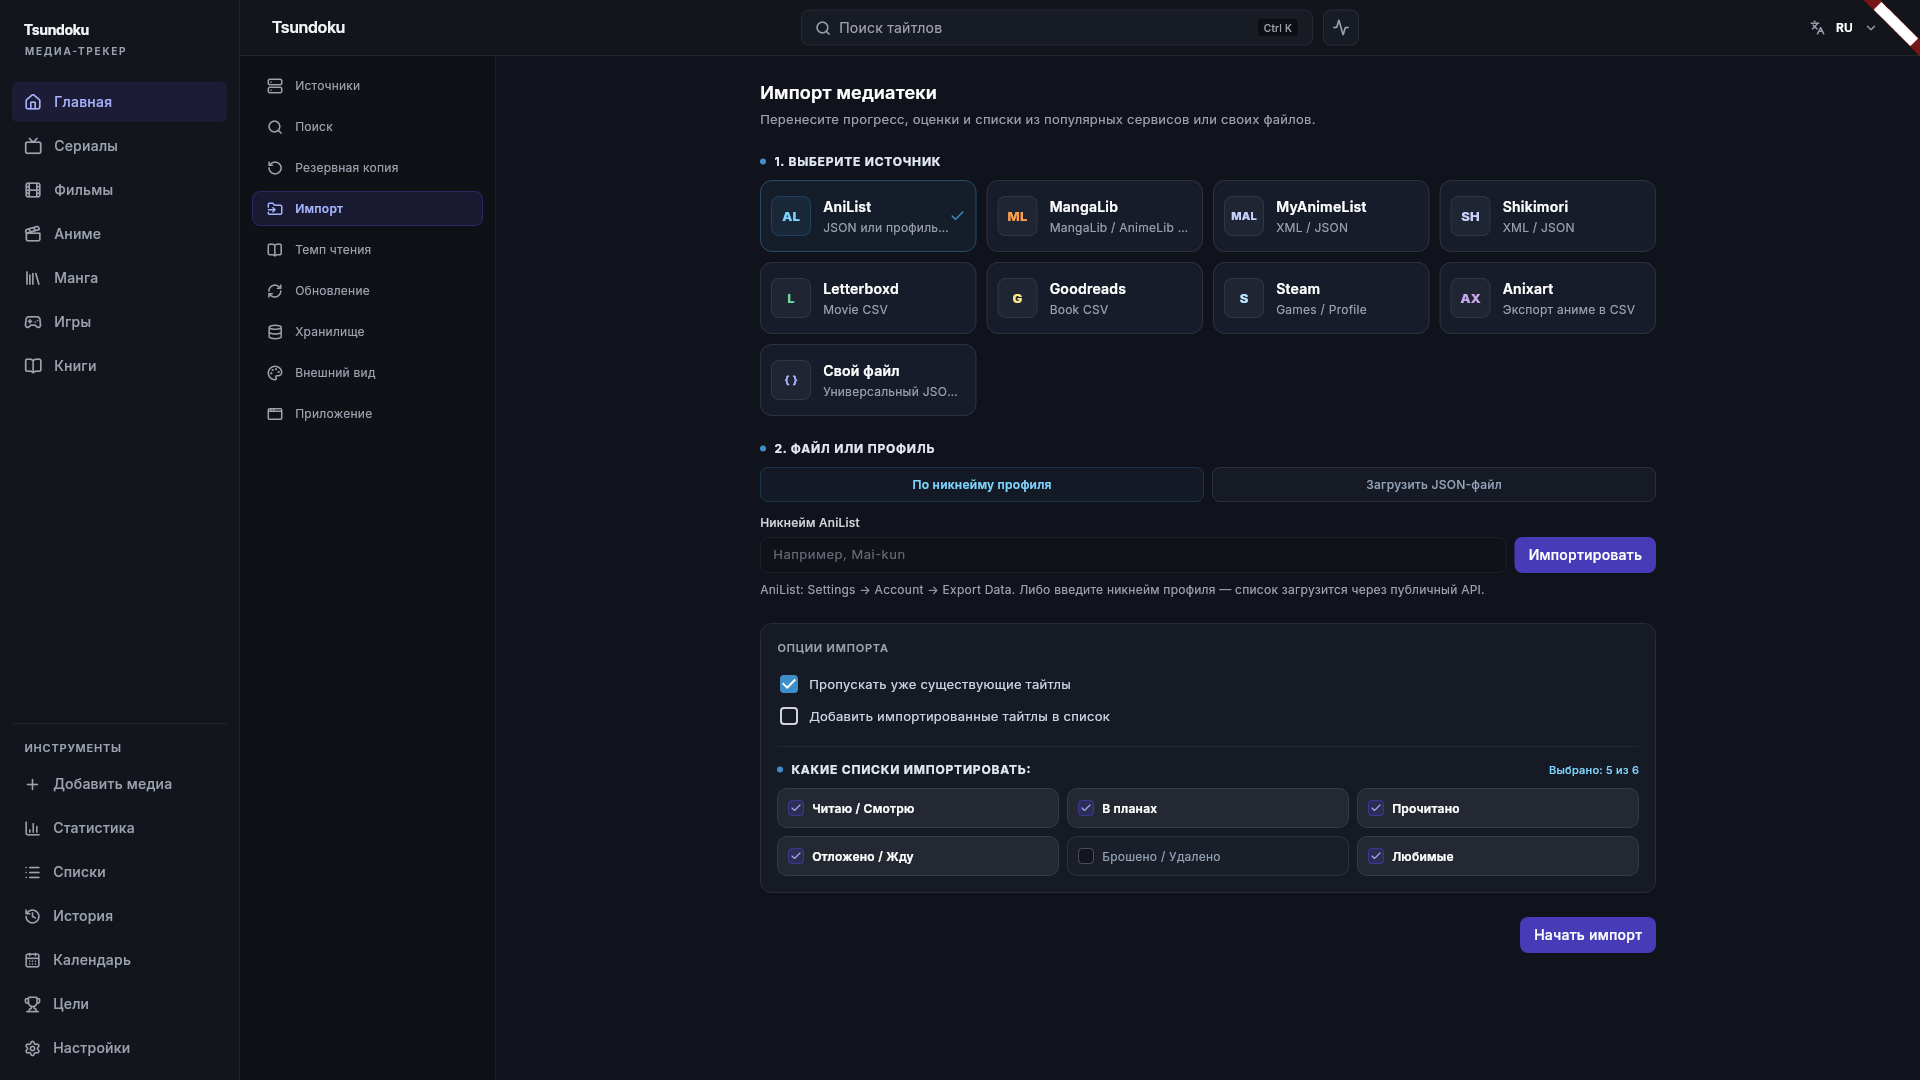 Tsundoku
МЕДИА-ТРЕКЕР
Главная
Сериалы
Фильмы
Аниме
Манга
Игры
Книги
ИНСТРУМЕНТЫ
Добавить медиа
Статистика
Списки
История
Календарь
Цели
Настройки
Tsundoku
Поиск тайтлов
Ctrl K
RU
Источники
Поиск
Резервная копия
Импорт
Темп чтения
Обновление
Хранилище
Внешний вид
Приложение
Импорт медиатеки
Перенесите прогресс, оценки и списки из популярных сервисов или своих файлов.
1. ВЫБЕРИТЕ ИСТОЧНИК
AL
AniList
JSON или профиль...
ML
MangaLib
MangaLib / AnimeLib ...
MAL
MyAnimeList
XML / JSON
SH
Shikimori
XML / JSON
L
Letterboxd
Movie CSV
G
Goodreads
Book CSV
S
Steam
Games / Profile
AX
Anixart
Экспорт аниме в CSV
{ }
Свой файл
Универсальный JSO...
2. ФАЙЛ ИЛИ ПРОФИЛЬ
По никнейму профиля
Загрузить JSON-файл
Никнейм AniList
Например, Mai-kun
Импортировать
AniList: Settings → Account → Export Data. Либо введите никнейм профиля — список загрузится через публичный API.
ОПЦИИ ИМПОРТА
Пропускать уже существующие тайтлы
Добавить импортированные тайтлы в список
КАКИЕ СПИСКИ ИМПОРТИРОВАТЬ:
Выбрано: 5 из 6
Читаю / Смотрю
В планах
Прочитано
Отложено / Жду
Брошено / Удалено
Любимые
Начать импорт